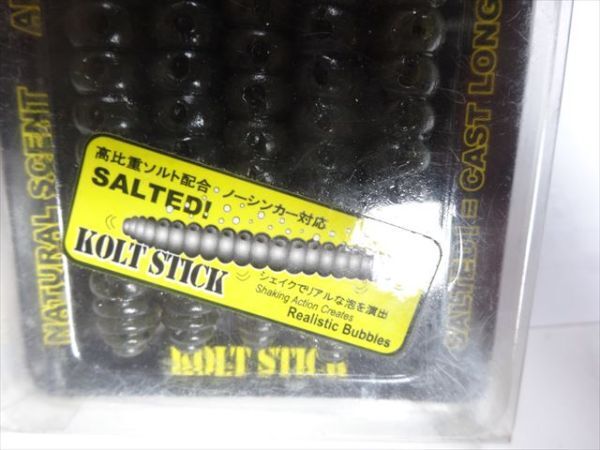 高比重ソルト配合・ノーシンカー対応
SALTED!
KOLT STICK
シェイクでリアルな泡を演出
Shaking Action Creates
Realistic Bubbles
KOLT STICK
NATURAL SCENT
SALTED! = CAST LONG